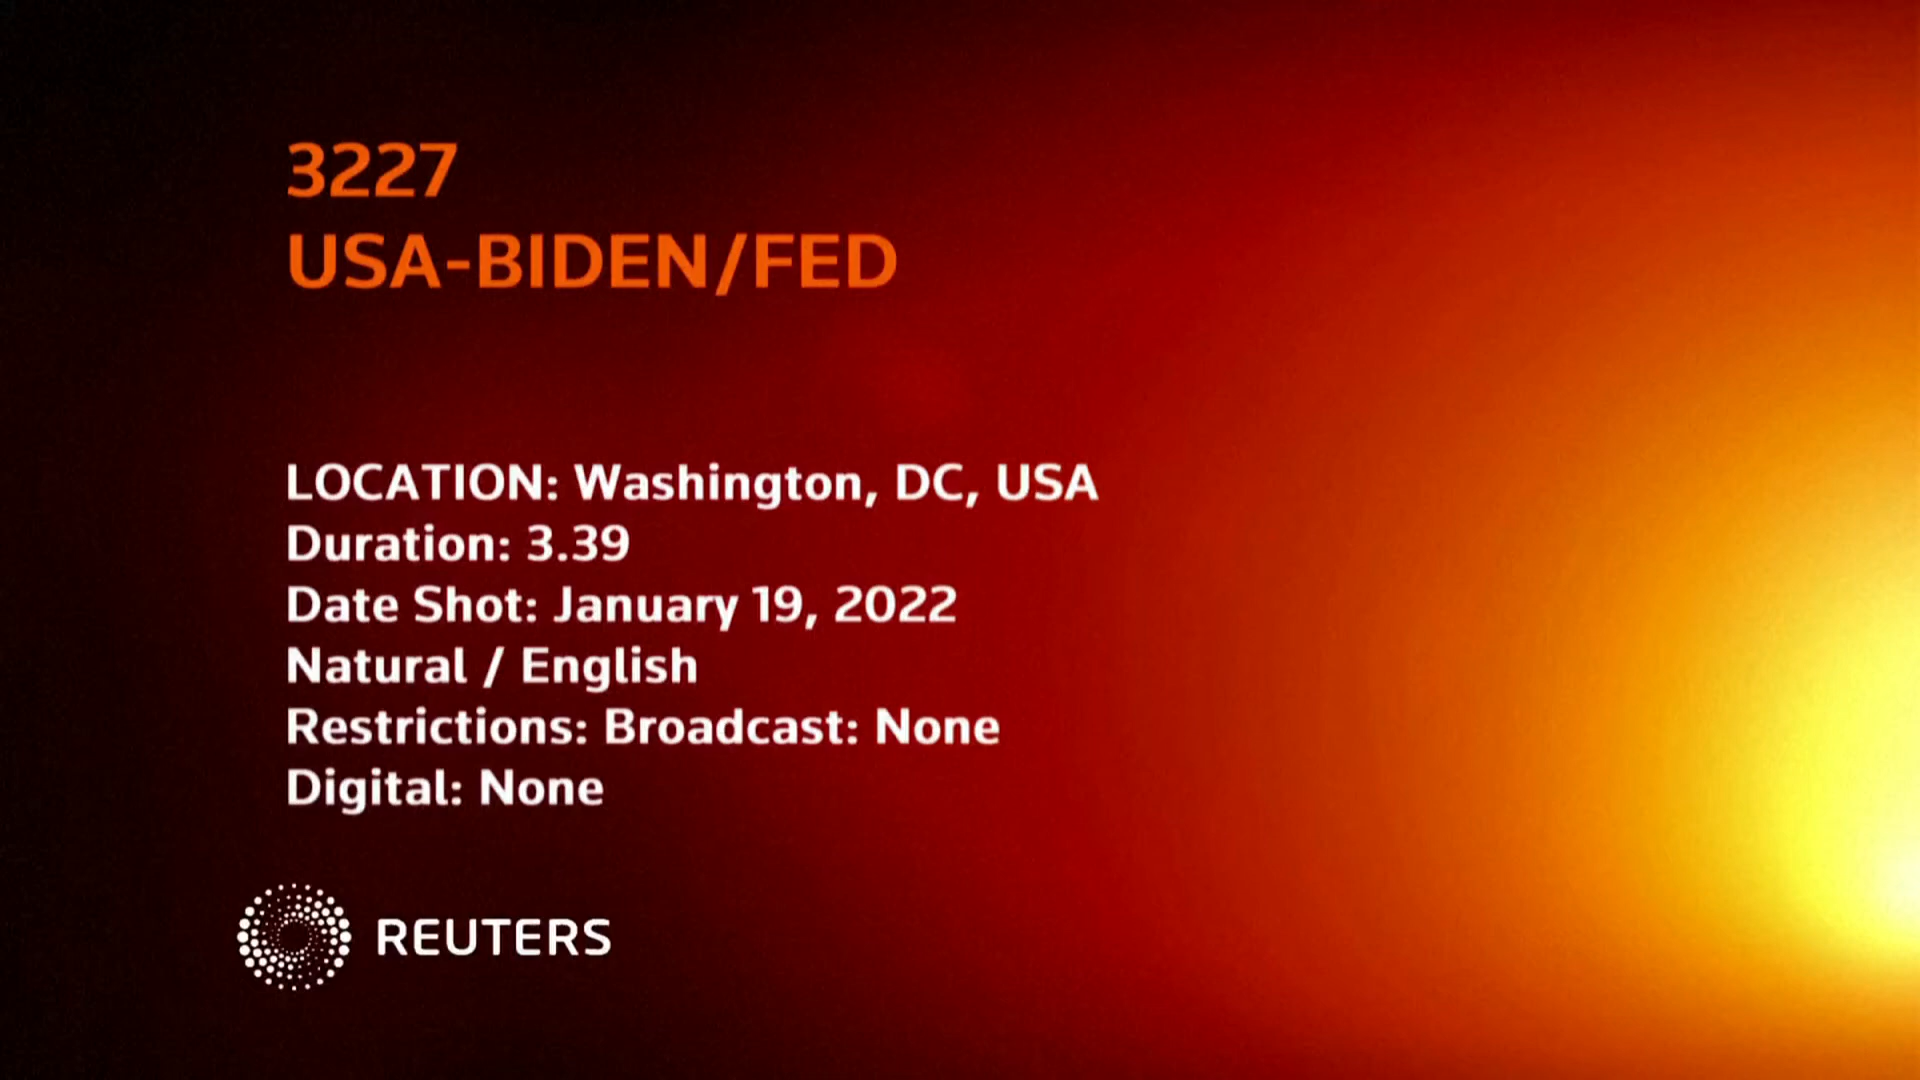 3227
USA-BIDEN/FED
LOCATION: Washington, DC, USA
Duration: 3.39
Date Shot: January 19, 2022
Natural / English
Restrictions: Broadcast: None
Digital: None
REUTERS